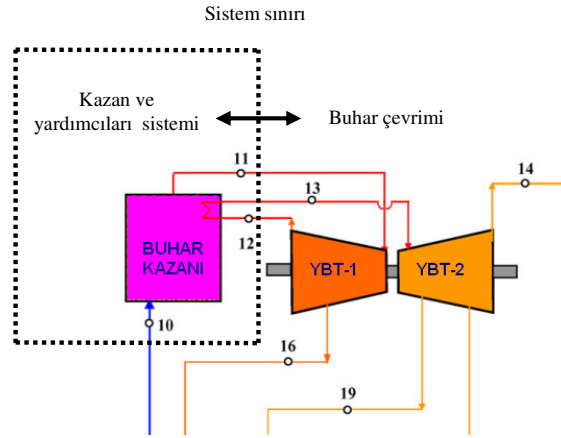 Sistem sınırı
Kazan ve
yardımcıları sistemi
Buhar çevrimi
11
13
14
12
BUHAR
KAZANI
YBT-1
YBT-2
10
16
19